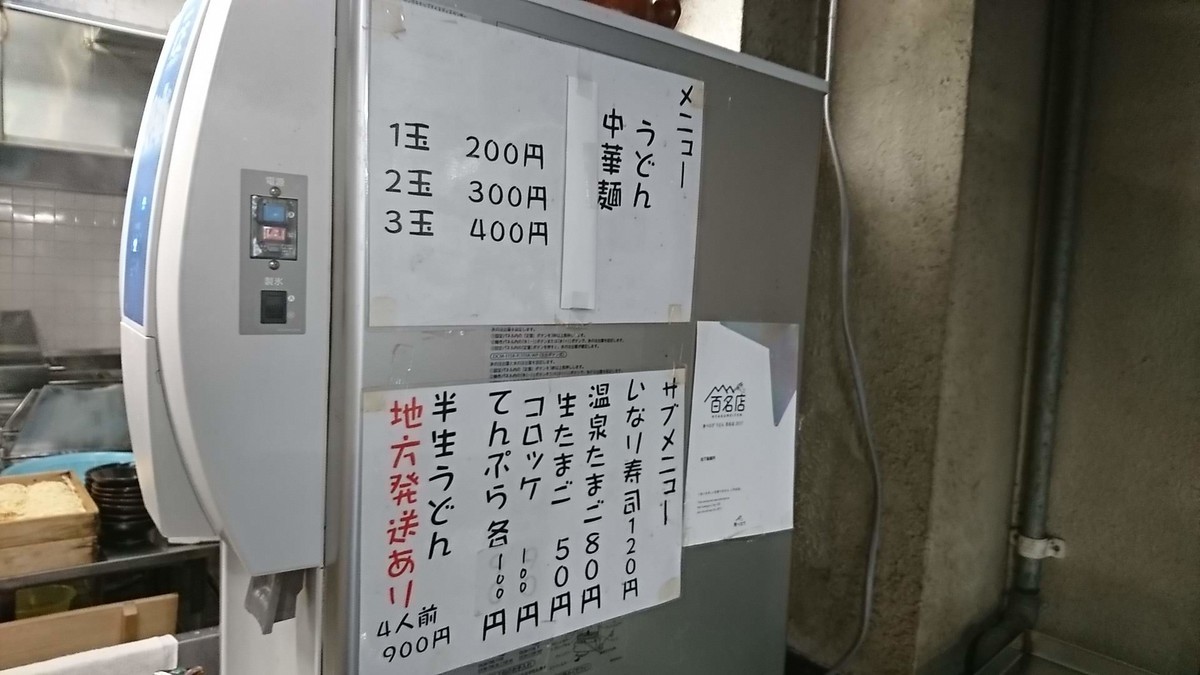 メニュー
うどん
中華麺
1玉 200円
2玉 300円
3玉 400円
サブメニュー
いなり寿司120円
温泉たまご80円
生たまご 50円
コロッケ 100円
てんぷら各100円
半生うどん
地方発送あり
4人前
900円
百名店
電源
製氷